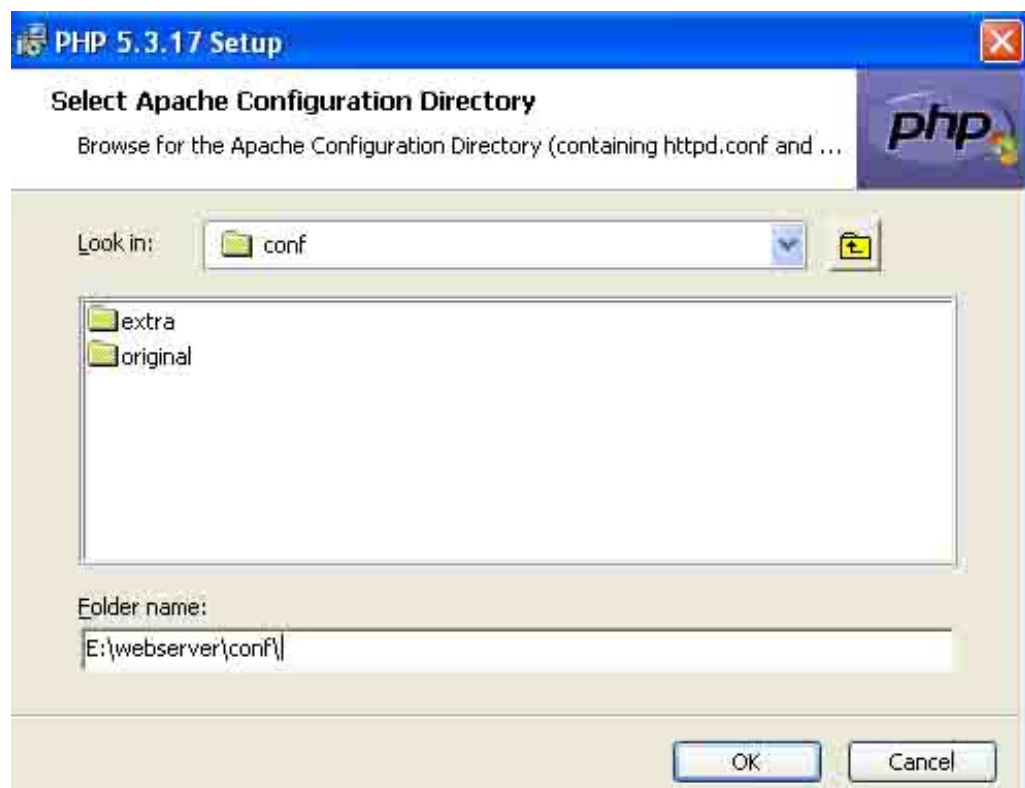 PHP 5.3.17 Setup
Select Apache Configuration Directory
Browse for the Apache Configuration Directory (containing httpd.conf and ...
php
Look in:
conf
extra
original
Folder name:
E:\webserver\conf\
OK
Cancel